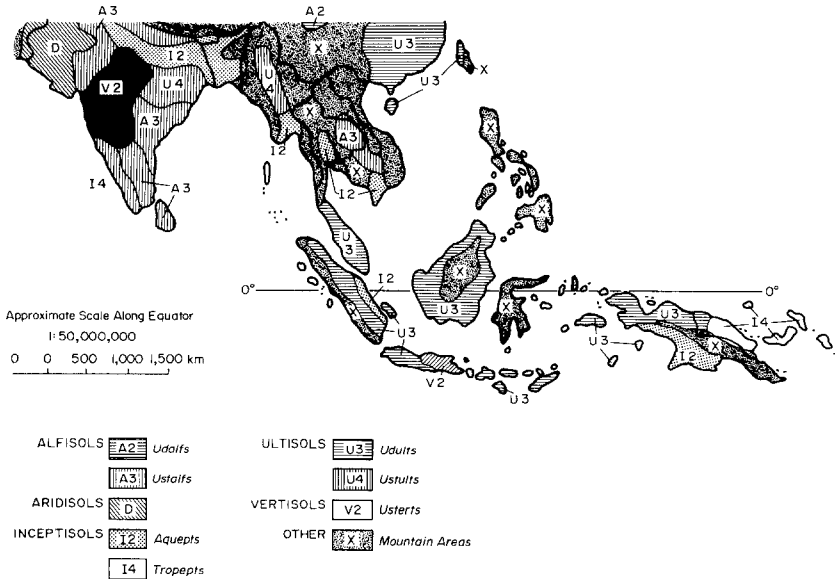 A3
A2
D
I2
X
U3
V2
U4
U4
U3
X
X
X
A3
A3
I2
X
I4
A3
I2
X
U3
X
I2
0°
0°
Approximate Scale Along Equator
1:50,000,000
0 0 500 1,000 1,500 km
U3
X
X
U3
U3
I4
X
I2
U3
V2
U3
ALFISOLS A2 Udalfs
A3 Ustalfs
ARIDISOLS D
INCEPTISOLS I2 Aquepts
I4 Tropepts
ULTISOLS U3 Udults
U4 Ustults
VERTISOLS V2 Usterts
OTHER X Mountain Areas